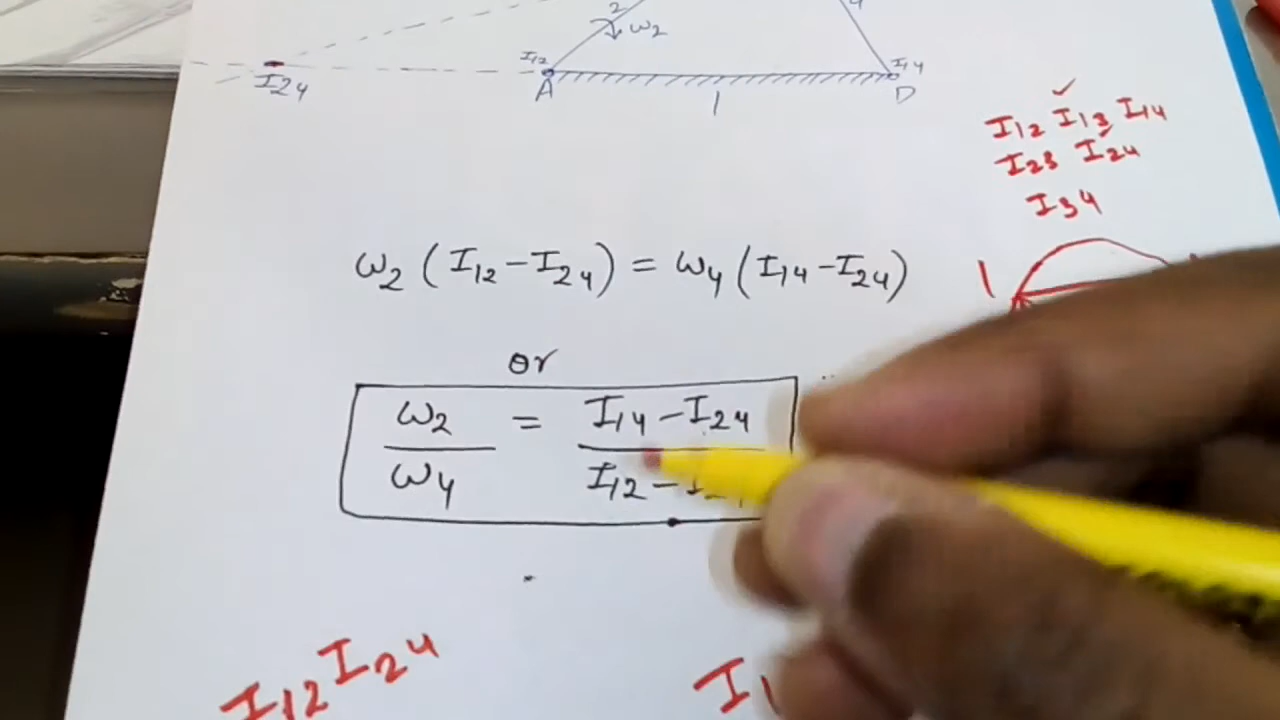 2 4
ω2
I12 I14
I24 A D
1
I12 I13 I14
I23 I24
I34
1
ω2 (I12-I24) = ω4 (I14-I24)
or
ω2 = I14-I24
ω4 I12-
I12 I24